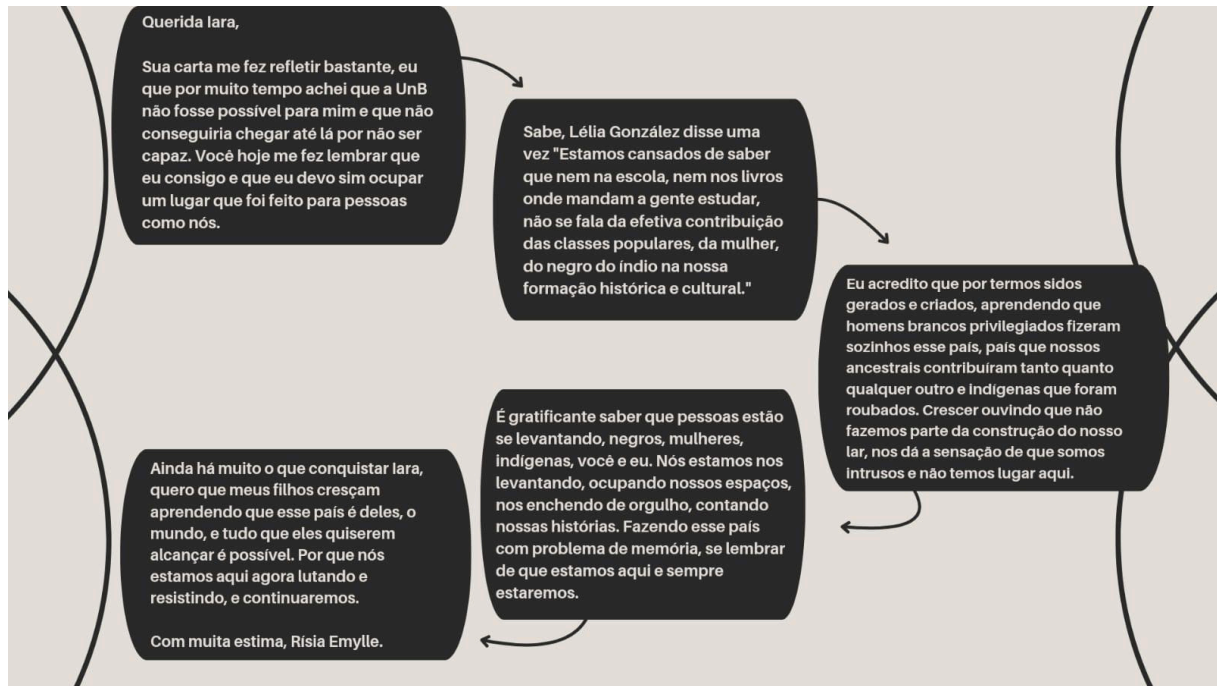 Querida Iara,
Sua carta me fez refletir bastante, eu
que por muito tempo achei que a UnB
não fosse possível para mim e que não
conseguiria chegar até lá por não ser
capaz. Você hoje me fez lembrar que
eu consigo e que eu devo sim ocupar
um lugar que foi feito para pessoas
como nós.
Sabe, Lélia González disse uma
vez "Estamos cansados de saber
que nem na escola, nem nos livros
onde mandam a gente estudar,
não se fala da efetiva contribuição
das classes populares, da mulher,
do negro do índio na nossa
formação histórica e cultural."
Eu acredito que por termos sidos
gerados e criados, aprendendo que
homens brancos privilegiados fizeram
sozinhos esse país, país que nossos
ancestrais contribuíram tanto quanto
qualquer outro e indígenas que foram
roubados. Crescer ouvindo que não
fazemos parte da construção do nosso
lar, nos dá a sensação de que somos
intrusos e não temos lugar aqui.
É gratificante saber que pessoas estão
se levantando, negros, mulheres,
indígenas, você e eu. Nós estamos nos
levantando, ocupando nossos espaços,
nos enchendo de orgulho, contando
nossas histórias. Fazendo esse país
com problema de memória, se lembrar
de que estamos aqui e sempre
estaremos.
Ainda há muito o que conquistar Iara,
quero que meus filhos cresçam
aprendendo que esse país é deles, o
mundo, e tudo que eles quiserem
alcançar é possível. Por que nós
estamos aqui agora lutando e
resistindo, e continuaremos.
Com muita estima, Rísia Emylle.